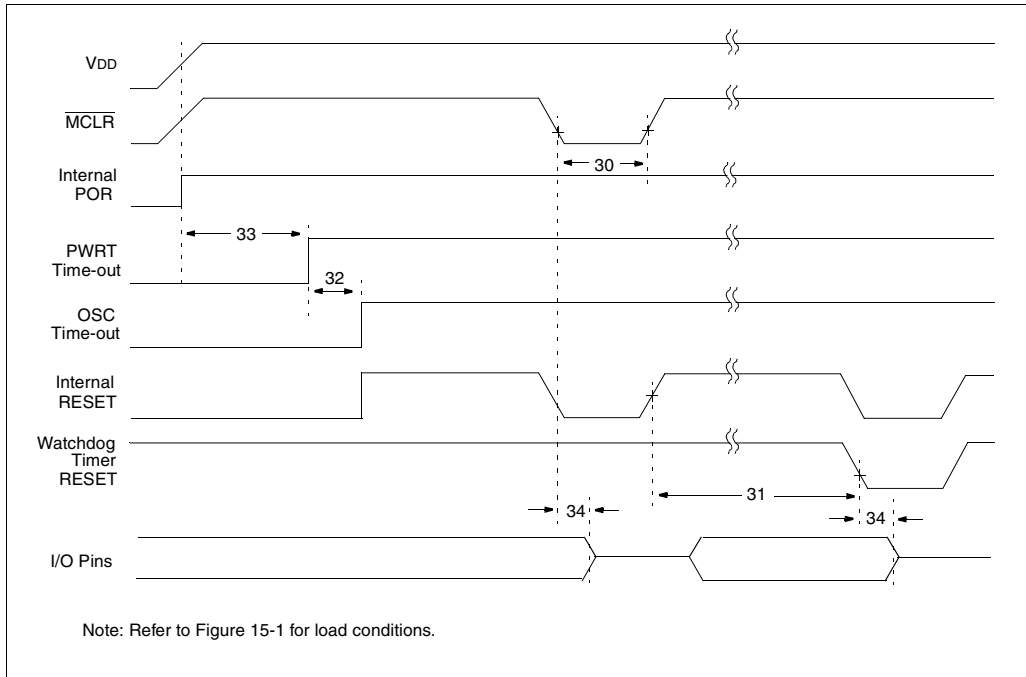 VDD
MCLR
30
Internal
POR
33
PWRT
Time-out
32
OSC
Time-out
Internal
RESET
Watchdog
Timer
RESET
31
34
34
I/O Pins
Note: Refer to Figure 15-1 for load conditions.